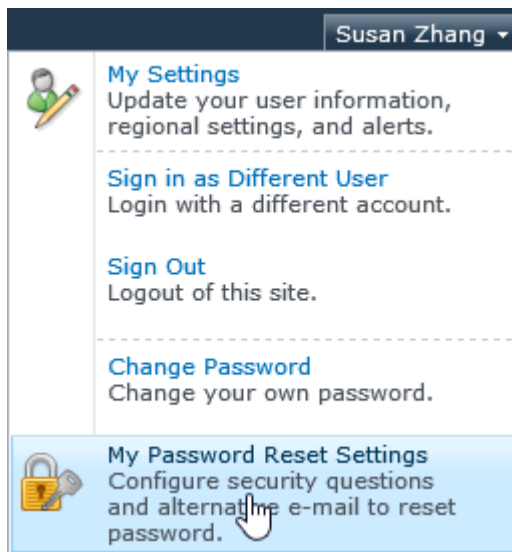 Susan Zhang
My Settings
Update your user information,
regional settings, and alerts.
Sign in as Different User
Login with a different account.
Sign Out
Logout of this site.
Change Password
Change your own password.
My Password Reset Settings
Configure security questions
and alternative e-mail to reset
password.